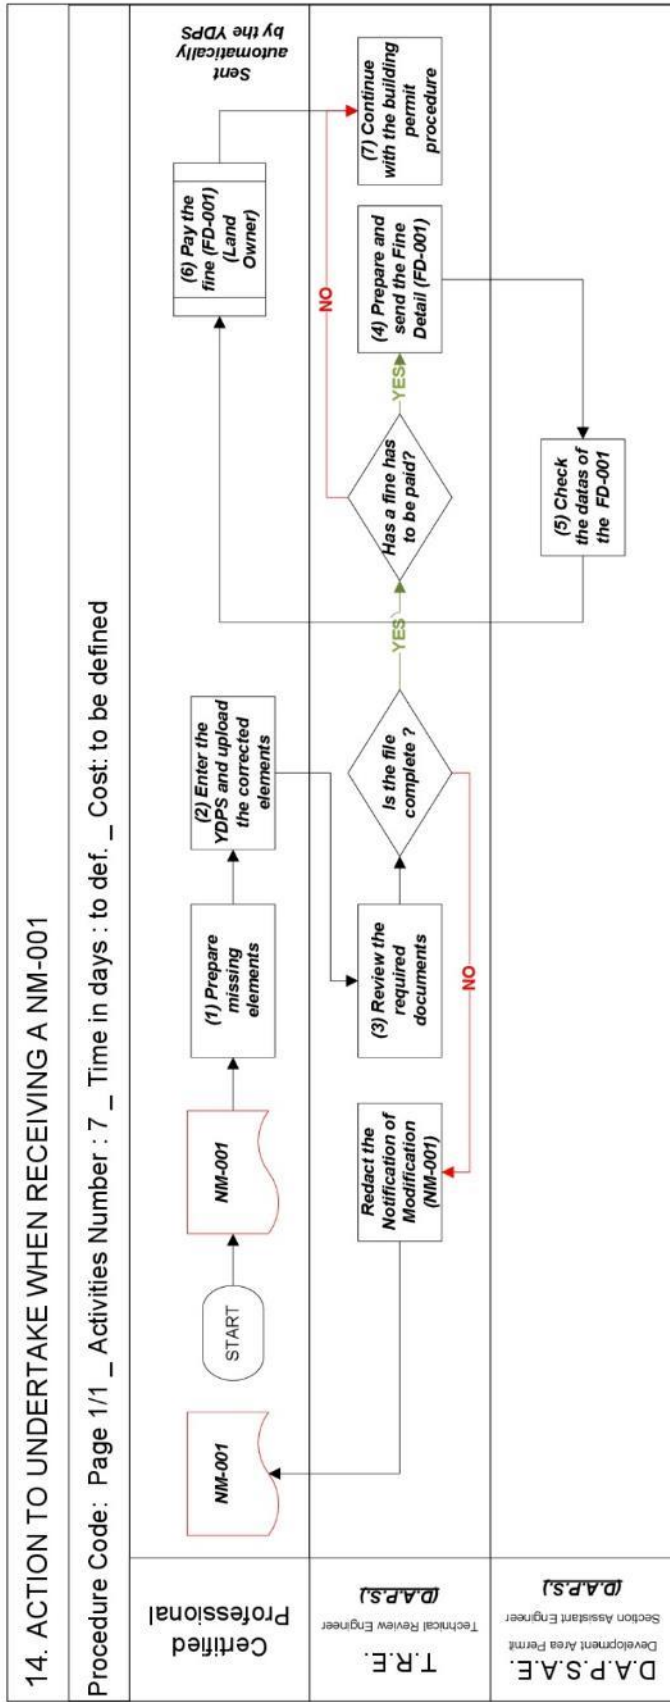 14. ACTION TO UNDERTAKE WHEN RECEIVING A NM-001
Procedure Code: Page 1/1 _ Activities Number : 7 _ Time in days : to def. _ Cost: to be defined
Certified
Professional
NM-001
START
NM-001
(1) Prepare
missing
elements
(2) Enter the
YDPS and upload
the corrected
elements
(6) Pay the
fine (FD-001)
(Land
Owner)
Sent
automatically
by the YDPS
T.R.E.
Technical Review Engineer
(D.A.P.S.)
Redact the
Notification of
Modification
(NM-001)
(3) Review the
required
documents
Is the file
complete ?
YES
NO
Has a fine has
to be paid?
YES
NO
(4) Prepare and
send the Fine
Detail (FD-001)
(7) Continue
with the building
permit
procedure
D.A.P.S.A.E.
Development Area Permit
Section Assistant Engineer
(D.A.P.S.)
(5) Check
the datas of
the FD-001